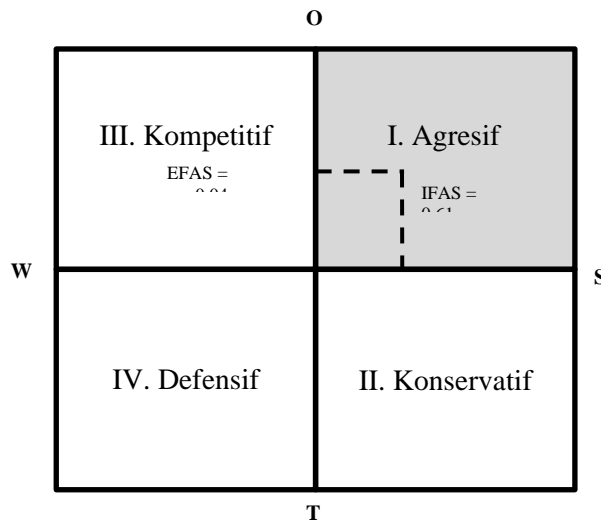 O
III. Kompetitif
I. Agresif
EFAS =
IFAS =
W
S
IV. Defensif
II. Konservatif
T